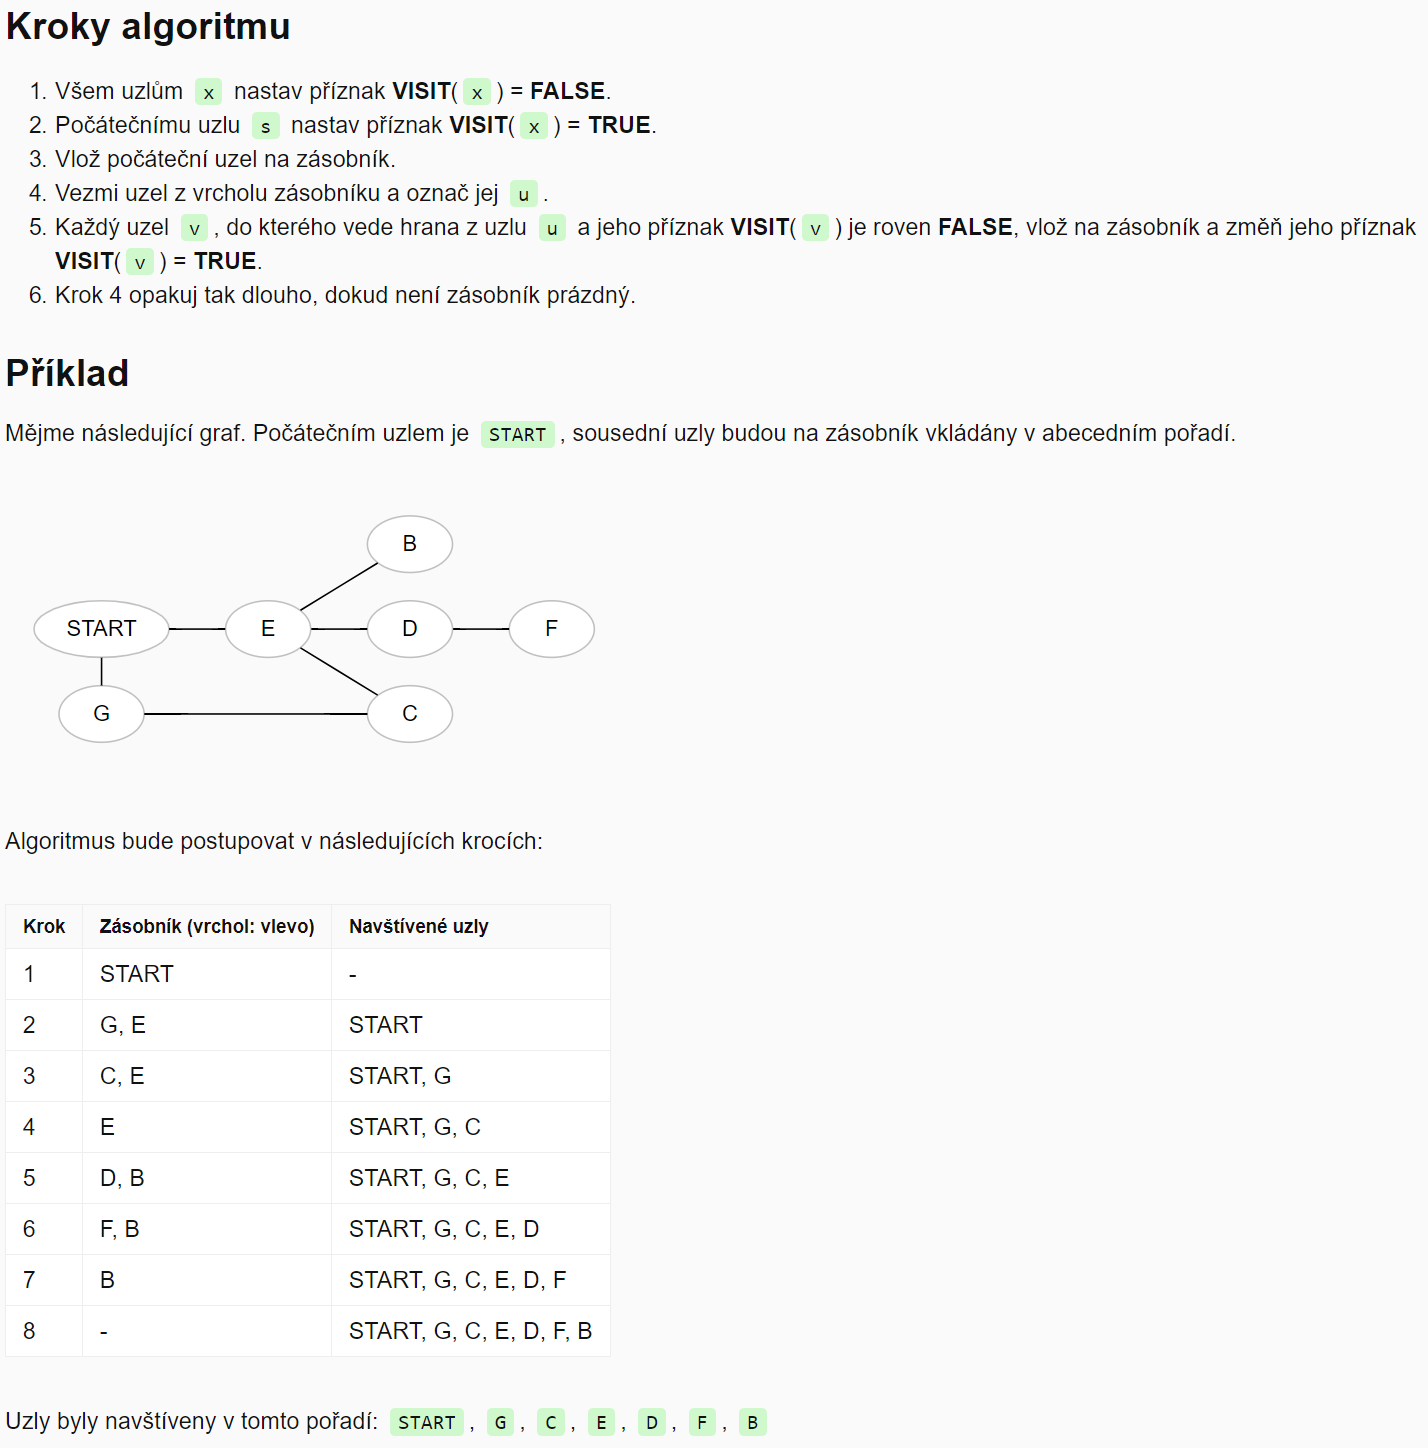 Kroky algoritmu
1. Všem uzlům x nastav příznak VISIT( x ) = FALSE.
2. Počátečnímu uzlu s nastav příznak VISIT( x ) = TRUE.
3. Vlož počáteční uzel na zásobník.
4. Vezmi uzel z vrcholu zásobníku a označ jej u .
5. Každý uzel v , do kterého vede hrana z uzlu u a jeho příznak VISIT( v ) je roven FALSE, vlož na zásobník a změň jeho příznak
VISIT( v ) = TRUE.
6. Krok 4 opakuj tak dlouho, dokud není zásobník prázdný.
Příklad
Mějme následující graf. Počátečním uzlem je START , sousední uzly budou na zásobník vkládány v abecedním pořadí.
B
START E D F
G C
Algoritmus bude postupovat v následujících krocích:
Krok Zásobník (vrchol: vlevo) Navštívené uzly
1 START -
2 G, E START
3 C, E START, G
4 E START, G, C
5 D, B START, G, C, E
6 F, B START, G, C, E, D
7 B START, G, C, E, D, F
8 - START, G, C, E, D, F, B
Uzly byly navštíveny v tomto pořadí: START , G , C , E , D , F , B